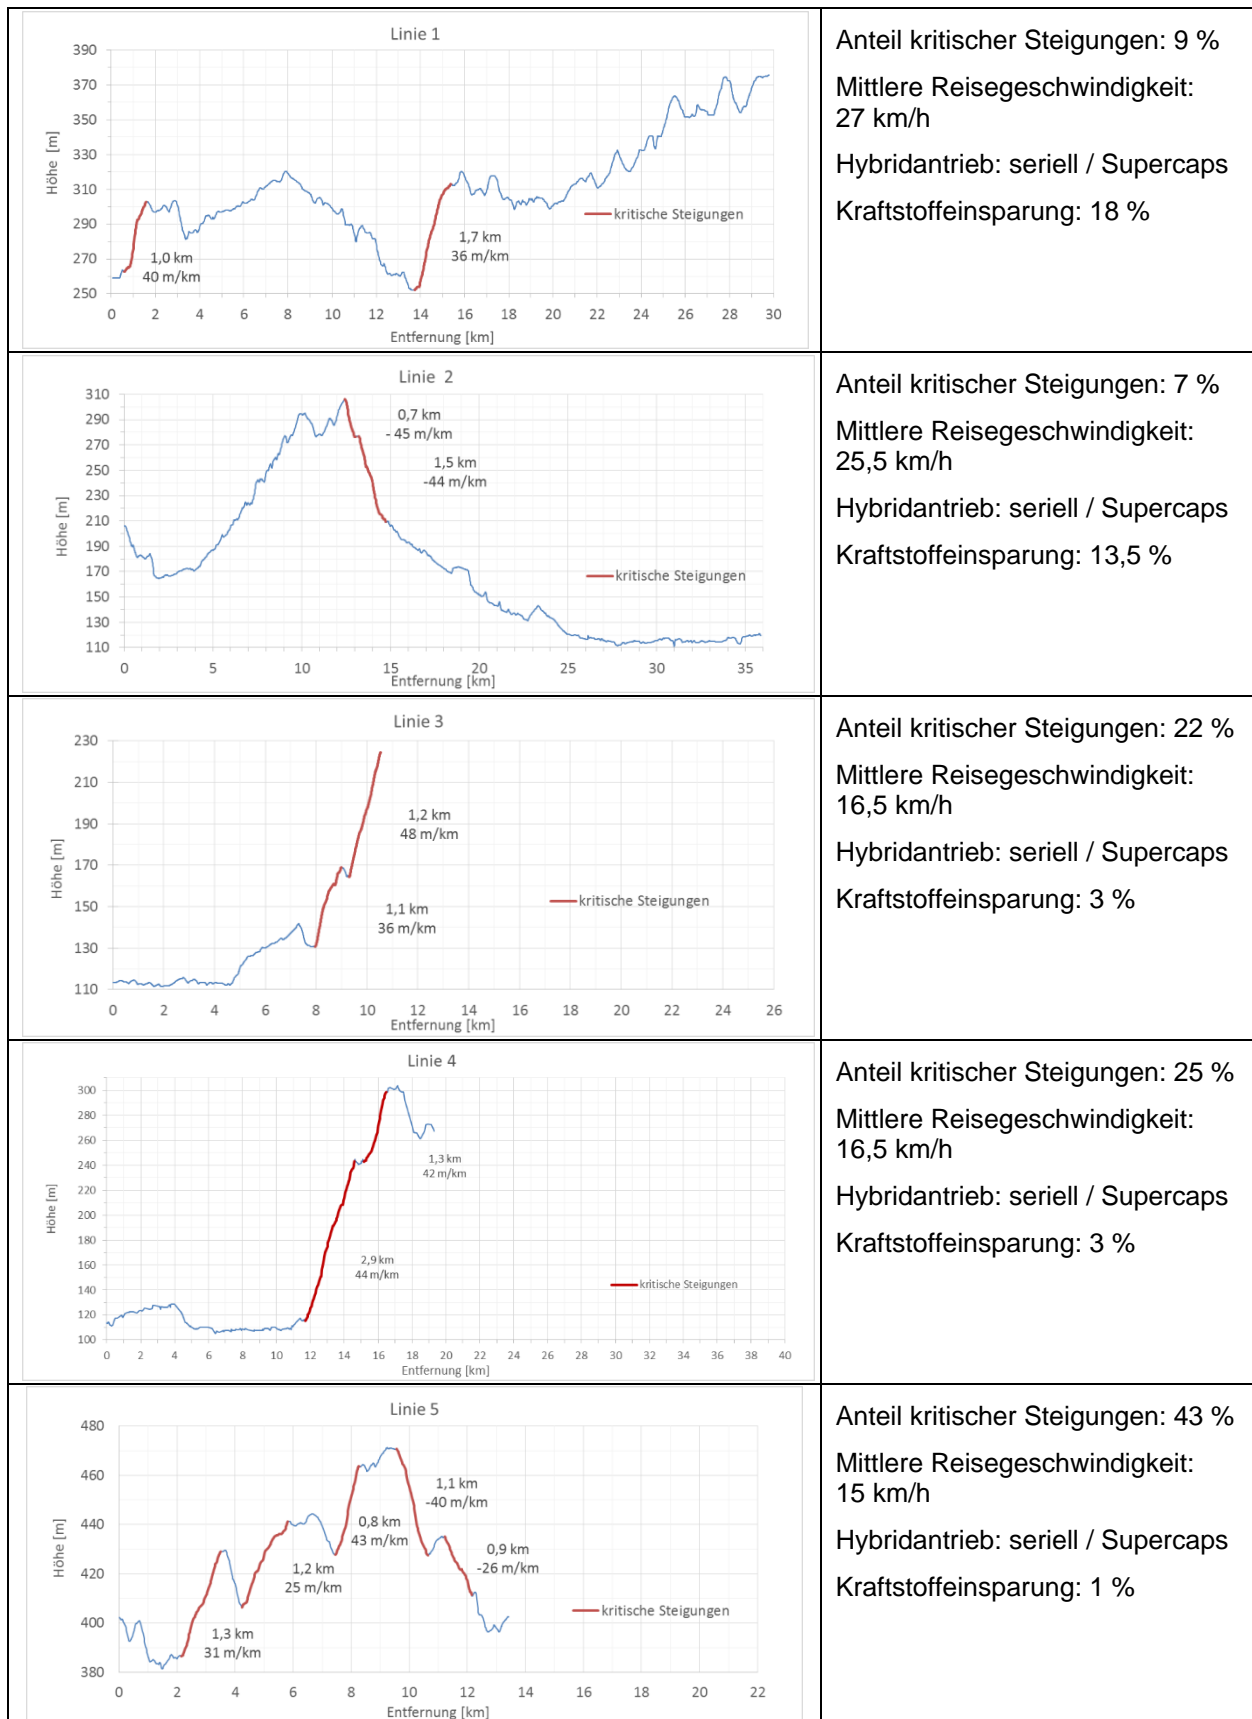 Linie 1
390
370
350
330
310
290
270
250
Höhe [m]
kritische Steigungen
1,0 km
40 m/km
1,7 km
36 m/km
0 2 4 6 8 10 12 14 16 18 20 22 24 26 28 30
Entfernung [km]
Anteil kritischer Steigungen: 9 %
Mittlere Reisegeschwindigkeit:
27 km/h
Hybridantrieb: seriell / Supercaps
Kraftstoffeinsparung: 18 %
Linie 2
310
290
270
250
230
210
190
170
150
130
110
Höhe [m]
0,7 km
- 45 m/km
1,5 km
-44 m/km
kritische Steigungen
0 5 10 15 20 25 30 35
Entfernung [km]
Anteil kritischer Steigungen: 7 %
Mittlere Reisegeschwindigkeit:
25,5 km/h
Hybridantrieb: seriell / Supercaps
Kraftstoffeinsparung: 13,5 %
Linie 3
230
210
190
170
150
130
110
Höhe [m]
1,2 km
48 m/km
1,1 km
36 m/km
kritische Steigungen
0 2 4 6 8 10 12 14 16 18 20 22 24 26
Entfernung [km]
Anteil kritischer Steigungen: 22 %
Mittlere Reisegeschwindigkeit:
16,5 km/h
Hybridantrieb: seriell / Supercaps
Kraftstoffeinsparung: 3 %
Linie 4
300
280
260
240
220
200
180
160
140
120
100
Höhe [m]
1,3 km
42 m/km
2,9 km
44 m/km
kritische Steigungen
0 2 4 6 8 10 12 14 16 18 20 22 24 26 28 30 32 34 36 38 40
Entfernung [km]
Anteil kritischer Steigungen: 25 %
Mittlere Reisegeschwindigkeit:
16,5 km/h
Hybridantrieb: seriell / Supercaps
Kraftstoffeinsparung: 3 %
Linie 5
480
460
440
420
400
380
Höhe [m]
1,1 km
-40 m/km
0,8 km
43 m/km
0,9 km
-26 m/km
1,2 km
25 m/km
1,3 km
31 m/km
kritische Steigungen
0 2 4 6 8 10 12 14 16 18 20 22
Entfernung [km]
Anteil kritischer Steigungen: 43 %
Mittlere Reisegeschwindigkeit:
15 km/h
Hybridantrieb: seriell / Supercaps
Kraftstoffeinsparung: 1 %